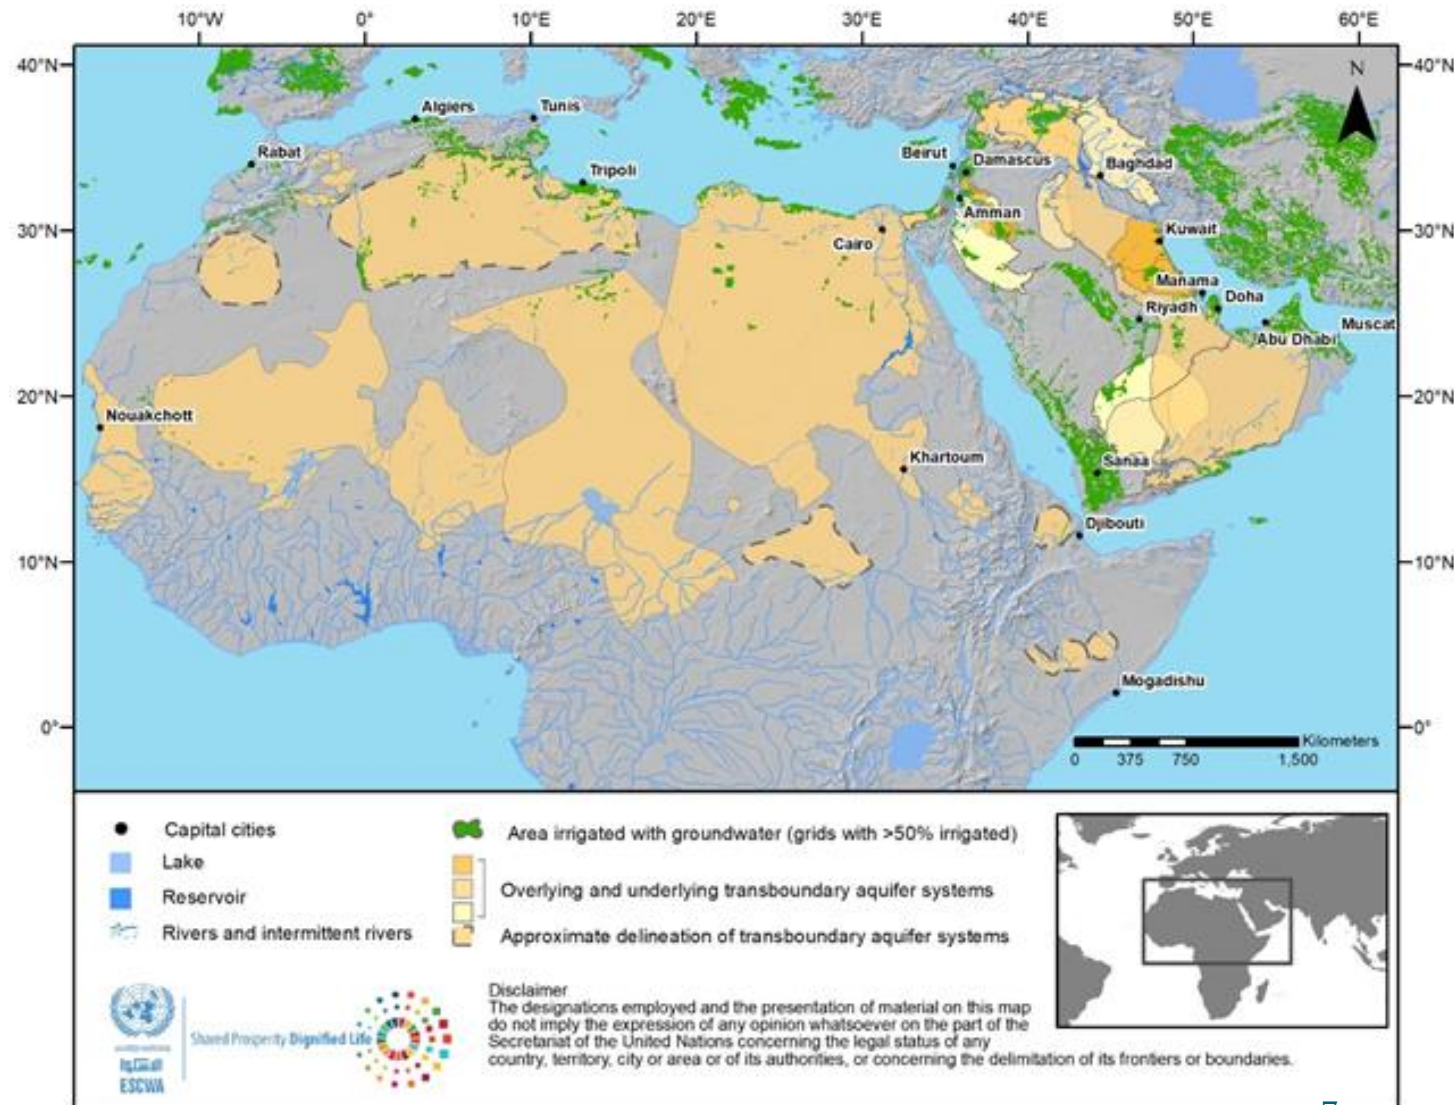 10°W 0° 10°E 20°E 30°E 40°E 50°E 60°E
40°N 40°N
N
Algiers Tunis
Rabat
Beirut Damascus
Baghdad
Tripoli
30°N 30°N
Amman
Cairo
Kuwait
Manama
Doha
Riyadh
Muscat
Abu Dhabi
20°N 20°N
Nouakchott
Khartoum
Sanaa
Djibouti
10°N 10°N
Mogadishu
0° 0°
Kilometers
0 375 750 1,500
Capital cities
Lake
Reservoir
Rivers and intermittent rivers
Area irrigated with groundwater (grids with >50% irrigated)
Overlying and underlying transboundary aquifer systems
Approximate delineation of transboundary aquifer systems
Shared Prosperity Dignified Life
ESCWA
Disclaimer
The designations employed and the presentation of material on this map
do not imply the expression of any opinion whatsoever on the part of the
Secretariat of the United Nations concerning the legal status of any
country, territory, city or area or of its authorities, or concerning the delimitation of its frontiers or boundaries.